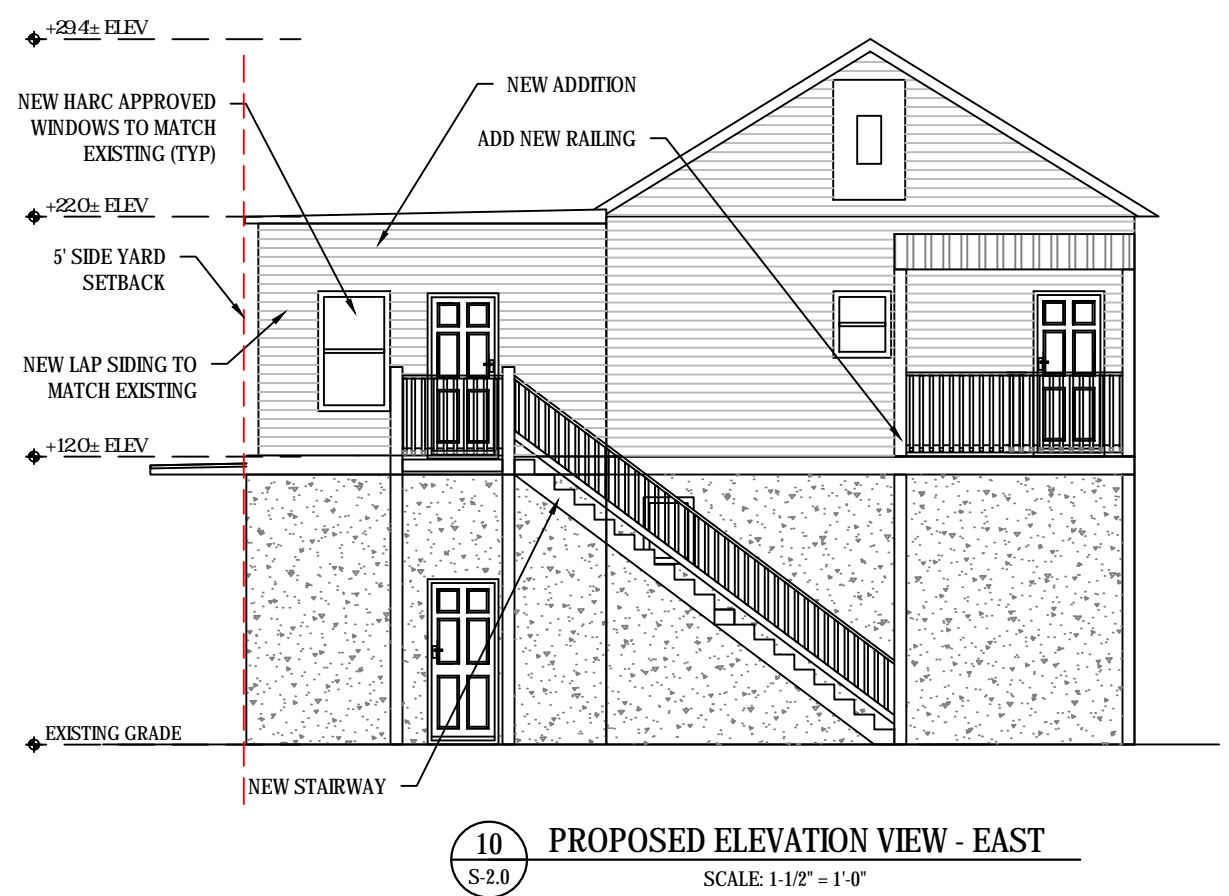 +29.4'± ELEV
NEW HARC APPROVED
WINDOWS TO MATCH
EXISTING (TYP)
NEW ADDITION
ADD NEW RAILING
+22.0± ELEV
5' SIDE YARD
SETBACK
NEW LAP SIDING TO
MATCH EXISTING
+12.0± ELEV
EXISTING GRADE
NEW STAIRWAY
10
S-2.0
PROPOSED ELEVATION VIEW - EAST
SCALE: 1-1/2" = 1'-0"